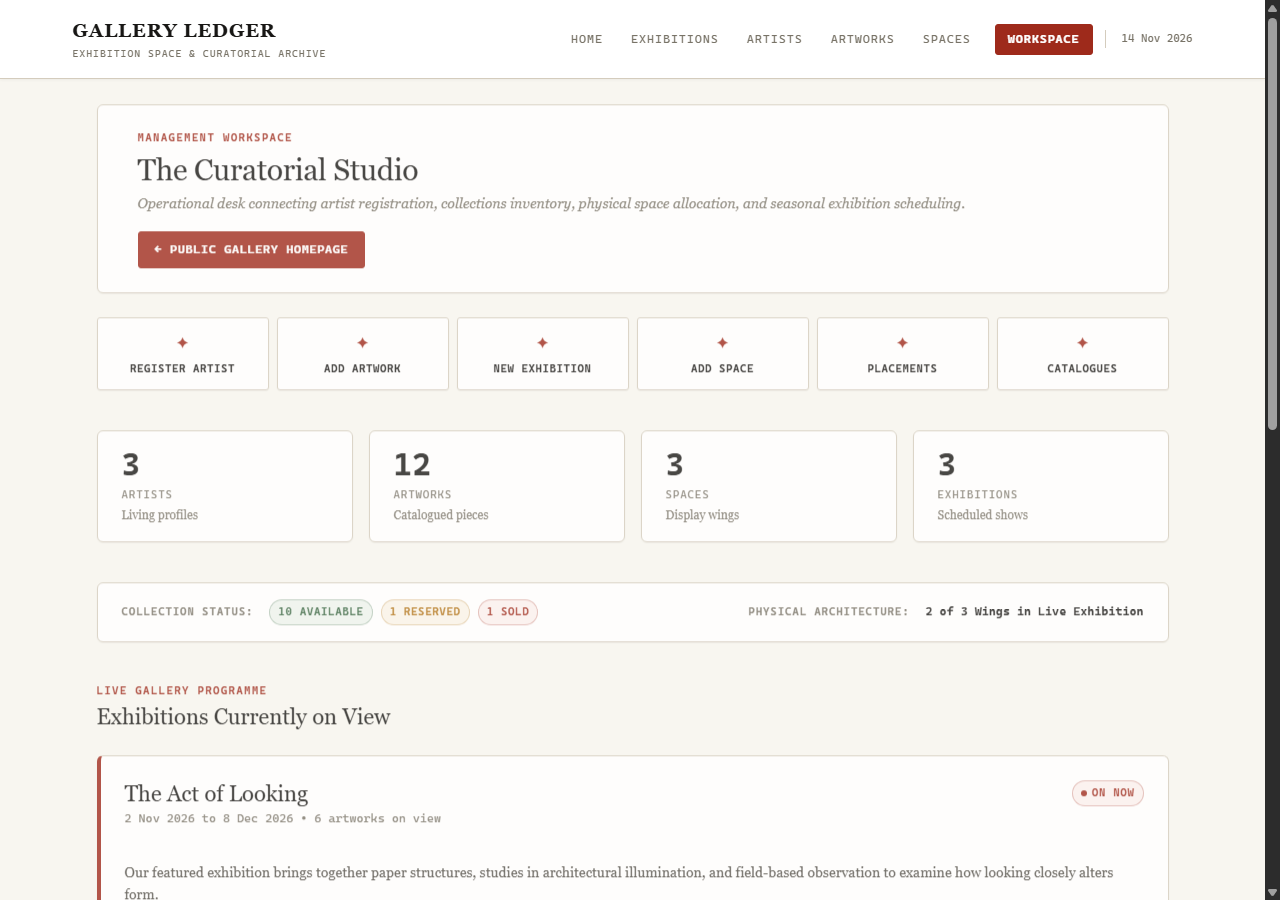 GALLERY LEDGER
EXHIBITION SPACE & CURATORIAL ARCHIVE
HOME EXHIBITIONS ARTISTS ARTWORKS SPACES WORKSPACE 14 Nov 2026
MANAGEMENT WORKSPACE
The Curatorial Studio
Operational desk connecting artist registration, collections inventory, physical space allocation, and seasonal exhibition scheduling.
← PUBLIC GALLERY HOMEPAGE
✦ ✦ ✦ ✦ ✦ ✦
REGISTER ARTIST ADD ARTWORK NEW EXHIBITION ADD SPACE PLACEMENTS CATALOGUES
3 12 3 3
ARTISTS ARTWORKS SPACES EXHIBITIONS
Living profiles Catalogued pieces Display wings Scheduled shows
COLLECTION STATUS: 10 AVAILABLE 1 RESERVED 1 SOLD PHYSICAL ARCHITECTURE: 2 of 3 Wings in Live Exhibition
LIVE GALLERY PROGRAMME
Exhibitions Currently on View
The Act of Looking ● ON NOW
2 Nov 2026 to 8 Dec 2026 • 6 artworks on view
Our featured exhibition brings together paper structures, studies in architectural illumination, and field-based observation to examine how looking closely alters
form.